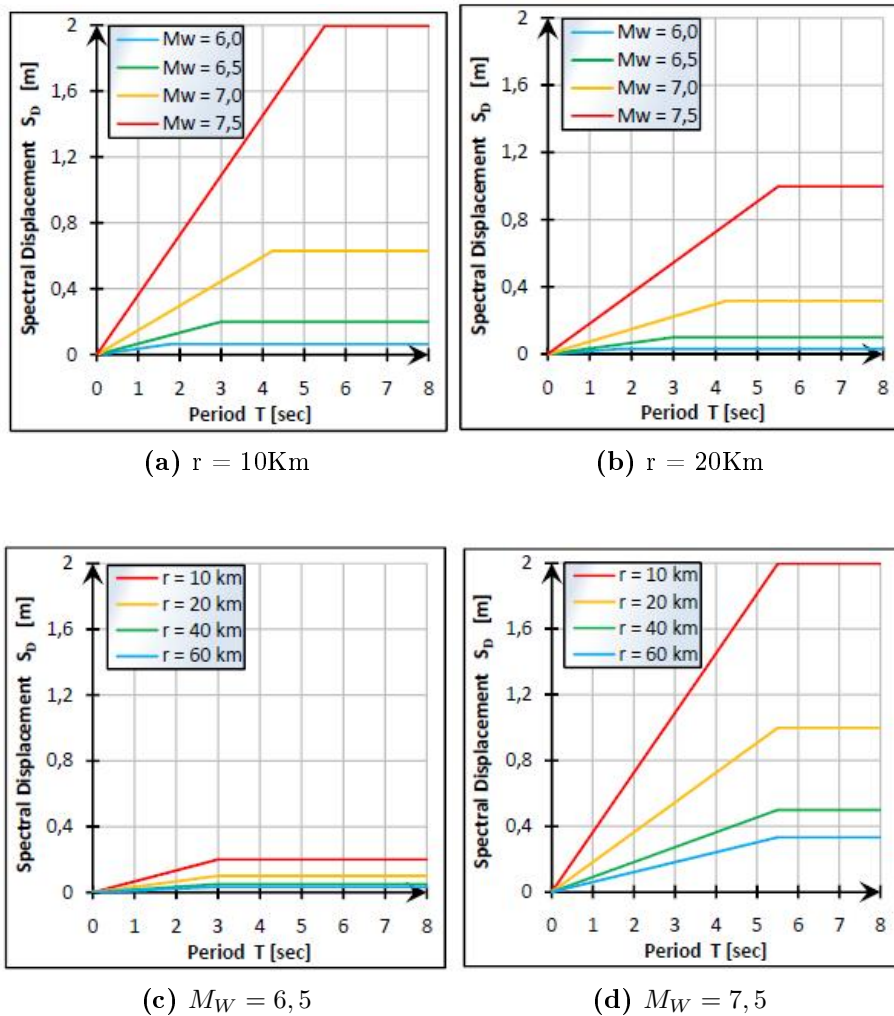 Spectral Displacement S_D [m]
2
1,6
1,2
0,8
0,4
0
Mw = 6,0
Mw = 6,5
Mw = 7,0
Mw = 7,5
0 1 2 3 4 5 6 7 8
Period T [sec]
(a) r = 10Km
Spectral Displacement S_D [m]
2
1,6
1,2
0,8
0,4
0
Mw = 6,0
Mw = 6,5
Mw = 7,0
Mw = 7,5
0 1 2 3 4 5 6 7 8
Period T [sec]
(b) r = 20Km
Spectral Displacement S_D [m]
2
1,6
1,2
0,8
0,4
0
r = 10 km
r = 20 km
r = 40 km
r = 60 km
0 1 2 3 4 5 6 7 8
Period T [sec]
(c) M_W = 6,5
Spectral Displacement S_D [m]
2
1,6
1,2
0,8
0,4
0
r = 10 km
r = 20 km
r = 40 km
r = 60 km
0 1 2 3 4 5 6 7 8
Period T [sec]
(d) M_W = 7,5